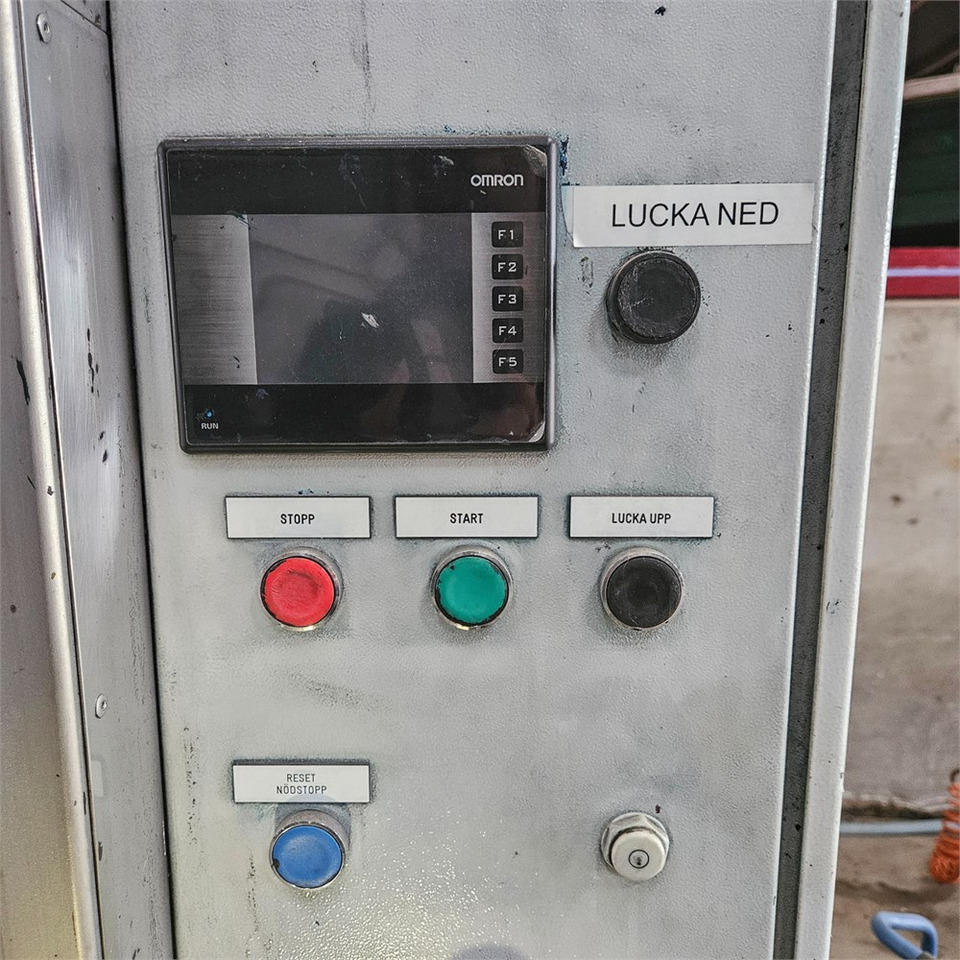 OMRON
F1
F2
F3
F4
F5
RUN
LUCKA NED
STOPP
START
LUCKA UPP
RESET
NÖDSTOPP